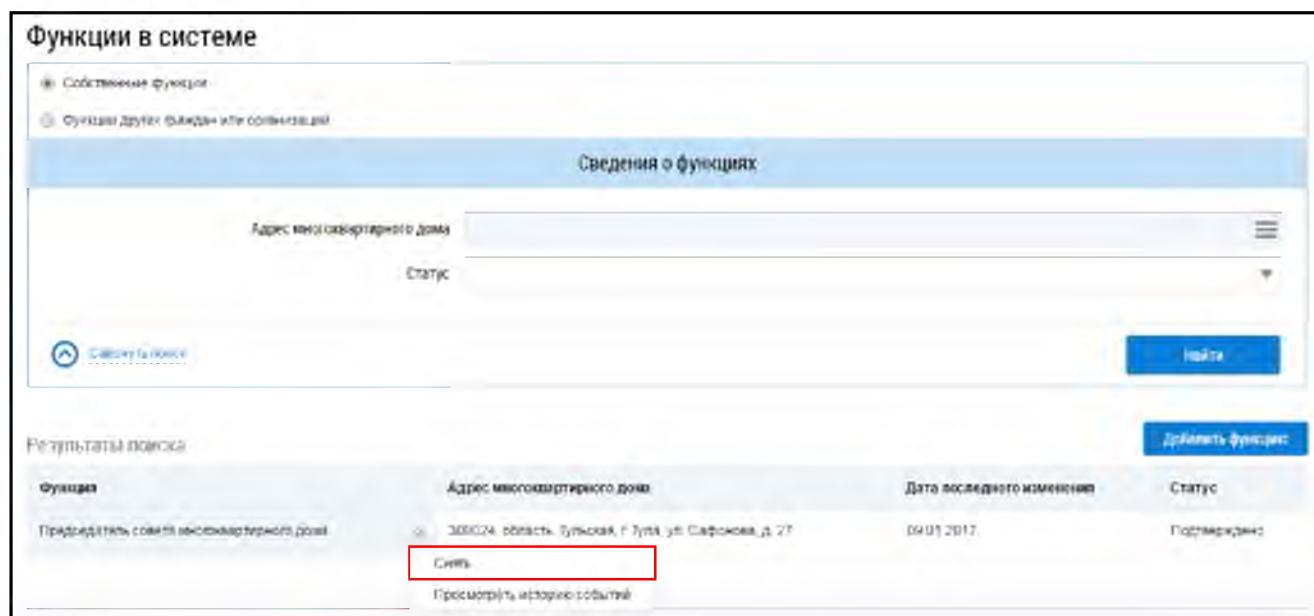 Функции в системе
Собственные функции
Функции других граждан или организаций
Сведения о функциях
Адрес многоквартирного дома
Статус
Свернуть поиск
Найти
Результаты поиска
Добавить функцию
Функция Адрес многоквартирного дома Дата последнего изменения Статус
Председатель совета многоквартирного дома область. Тульская, г. Тула, ул. Сафонова, д. 27 09.01.2017 Подтверждено
Снять
Просмотреть историю событий